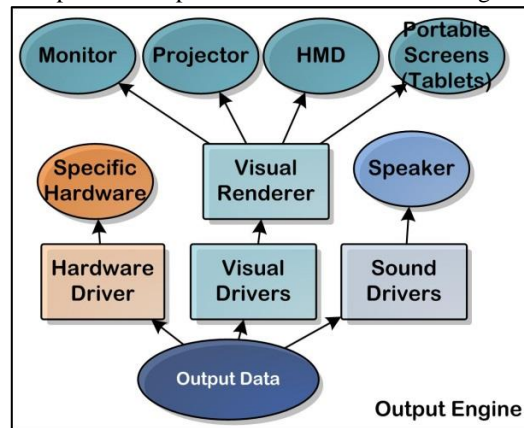 Portable
Screens
(Tablets)
Monitor
Projector
HMD
Specific
Hardware
Visual
Renderer
Speaker
Hardware
Driver
Visual
Drivers
Sound
Drivers
Output Data
Output Engine